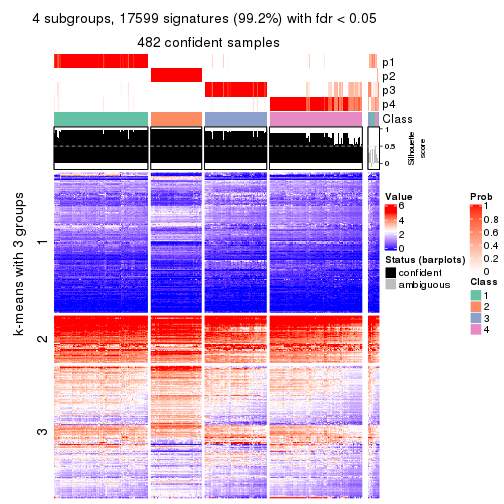 4 subgroups, 17599 signatures (99.2%) with fdr < 0.05
482 confident samples
p1
p2
p3
p4
Class
1
0.5
0
Silhouette
score
k-means with 3 groups
1
2
3
Value
6
4
2
0
Status (barplots)
confident
ambiguous
Prob
1
0.8
0.6
0.4
0.2
0
Class
1
2
3
4